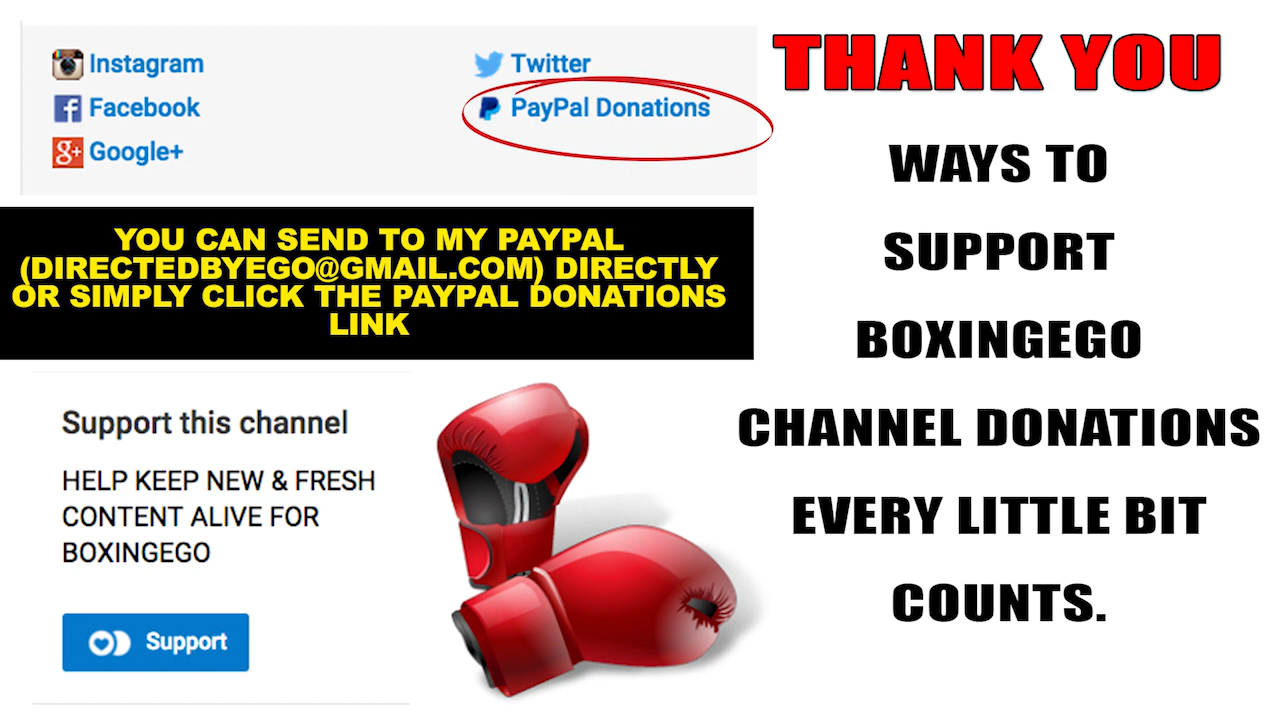 Instagram
Twitter
Facebook
PayPal Donations
Google+
YOU CAN SEND TO MY PAYPAL
(DIRECTEDBYEGO@GMAIL.COM) DIRECTLY
OR SIMPLY CLICK THE PAYPAL DONATIONS
LINK
Support this channel
HELP KEEP NEW & FRESH
CONTENT ALIVE FOR
BOXINGEGO
Support
THANK YOU
WAYS TO
SUPPORT
BOXINGEGO
CHANNEL DONATIONS
EVERY LITTLE BIT
COUNTS.